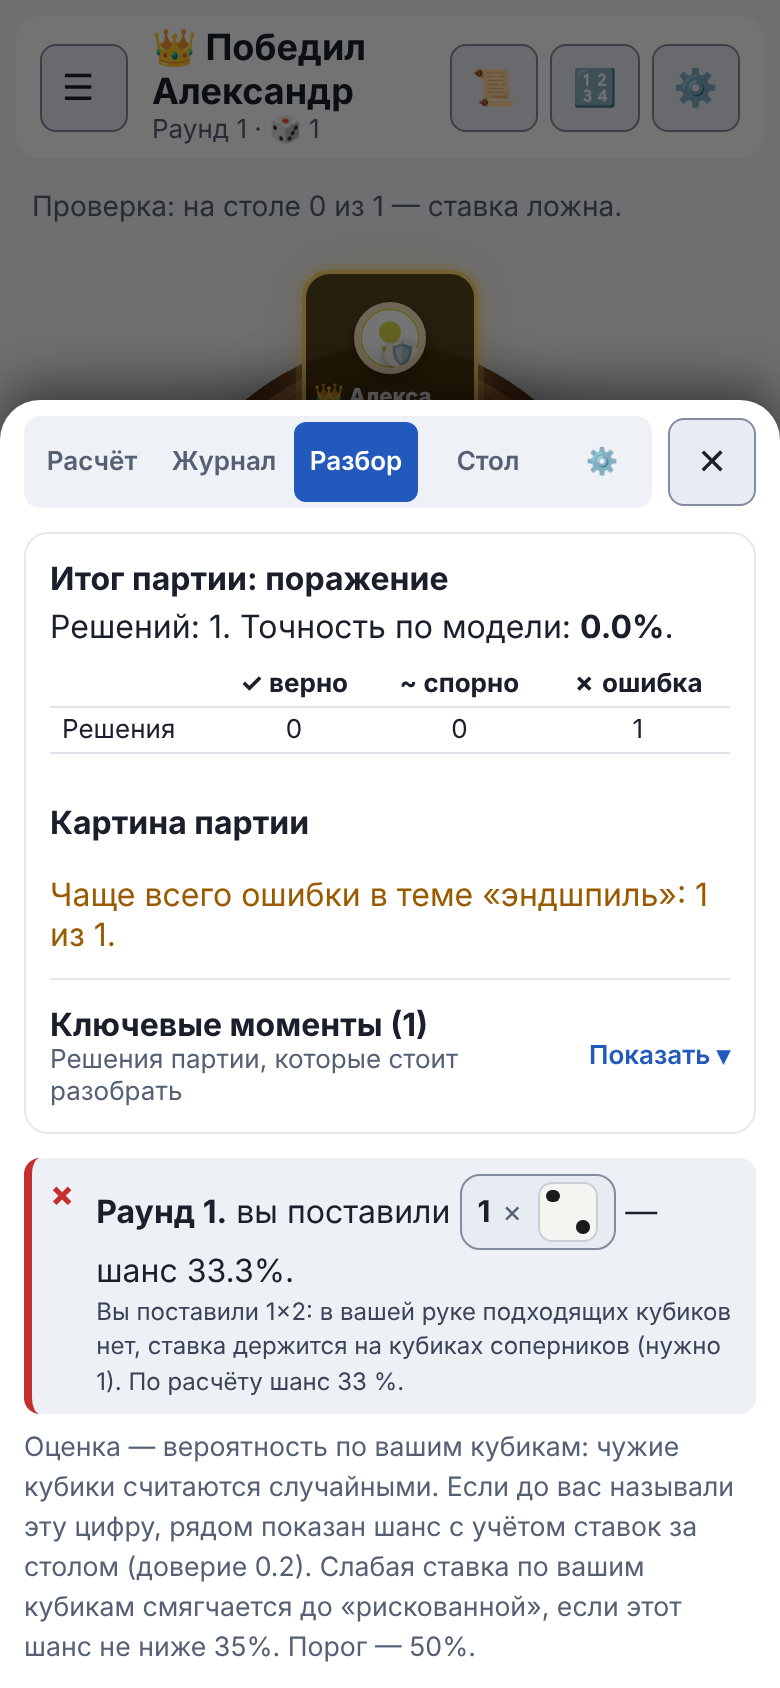 ☰
👑 Победил
Александр
Раунд 1 · 🎲 1
Проверка: на столе 0 из 1 — ставка ложна.
👑 Алекса
Расчёт Журнал Разбор Стол ⚙️ ✕
Итог партии: поражение
Решений: 1. Точность по модели: 0.0%.
✓ верно ~ спорно × ошибка
Решения 0 0 1
Картина партии
Чаще всего ошибки в теме «эндшпиль»: 1
из 1.
Ключевые моменты (1)
Решения партии, которые стоит
разобрать
Показать ▾
× Раунд 1. вы поставили 1 × —
шанс 33.3%.
Вы поставили 1×2: в вашей руке подходящих кубиков
нет, ставка держится на кубиках соперников (нужно
1). По расчёту шанс 33 %.
Оценка — вероятность по вашим кубикам: чужие
кубики считаются случайными. Если до вас называли
эту цифру, рядом показан шанс с учётом ставок за
столом (доверие 0.2). Слабая ставка по вашим
кубикам смягчается до «рискованной», если этот
шанс не ниже 35%. Порог — 50%.